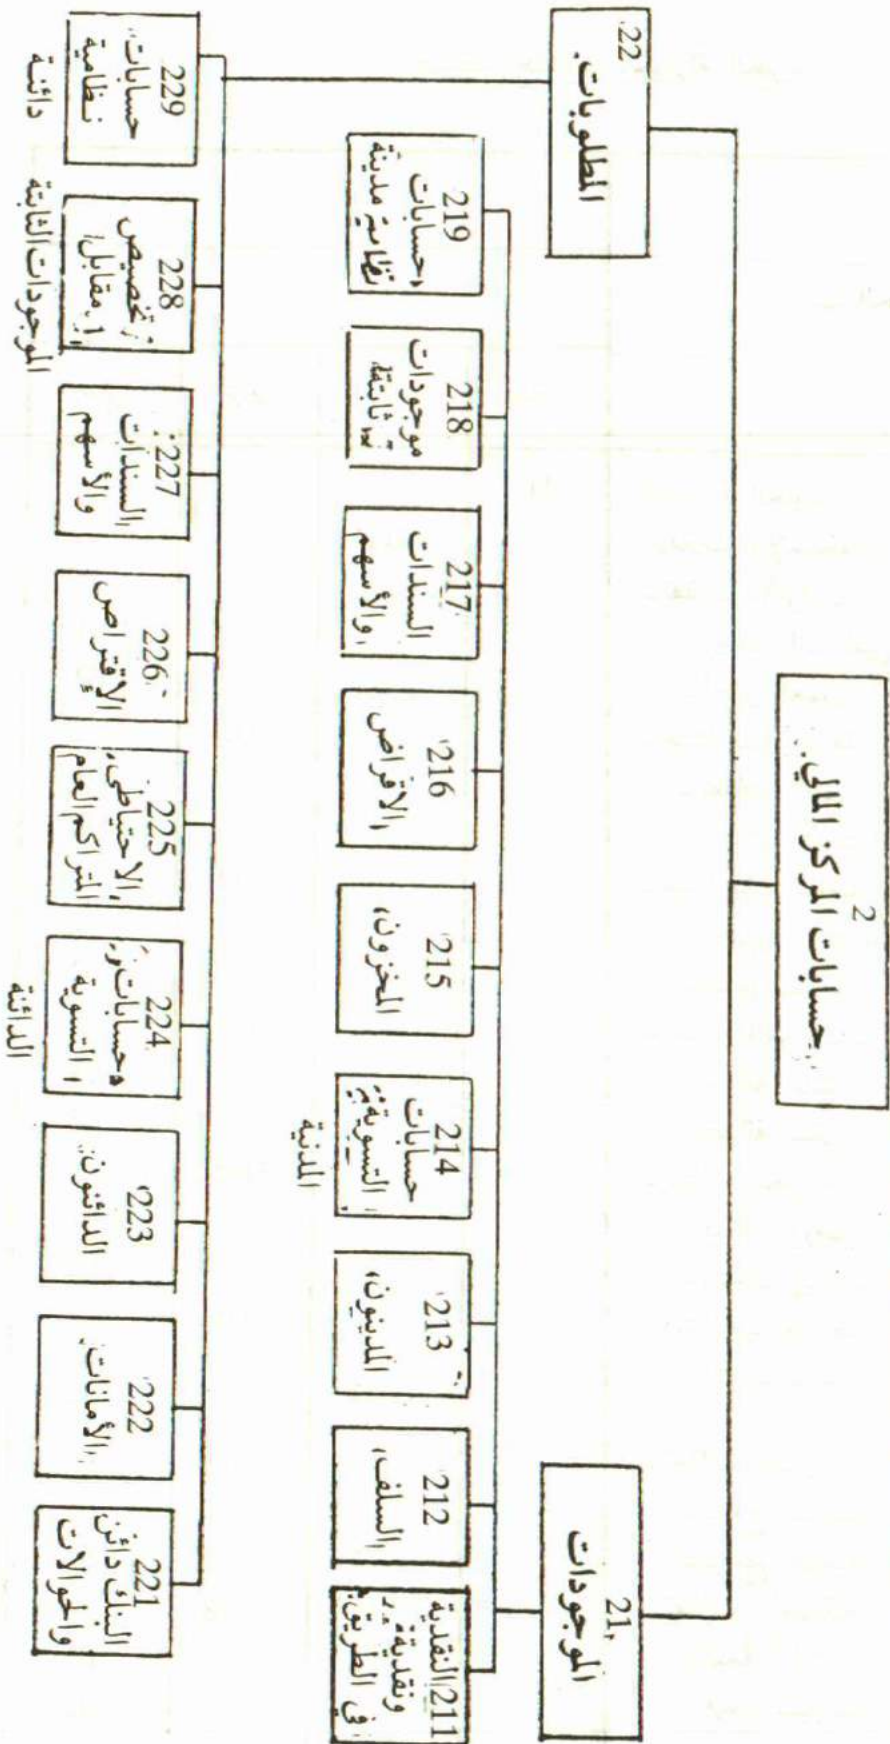 2
حسابات المركز المالي
21
الموجودات
22
المطلوبات
211 النقدية
ونقدية
في الطريق
212
السلف
213
المدينون
214
حسابات
التسوية
المدنية
215
المخزون
216
الاقراض
217
السندات
والأسهم
218
موجودات
ثابتة
219
حسابات
نظامية مدينة
221
البنك دائن
والحوالات
222
الأمانات
223
الدائنون
224
حسابات
التسوية
الدائنة
225
الاحتياطي
المتراكم العام
226
الإقتراض
227
السندات
والأسهم
228
تخصيص
مقابل
الموجودات الثابتة
229
حسابات
نظامية
دائنة